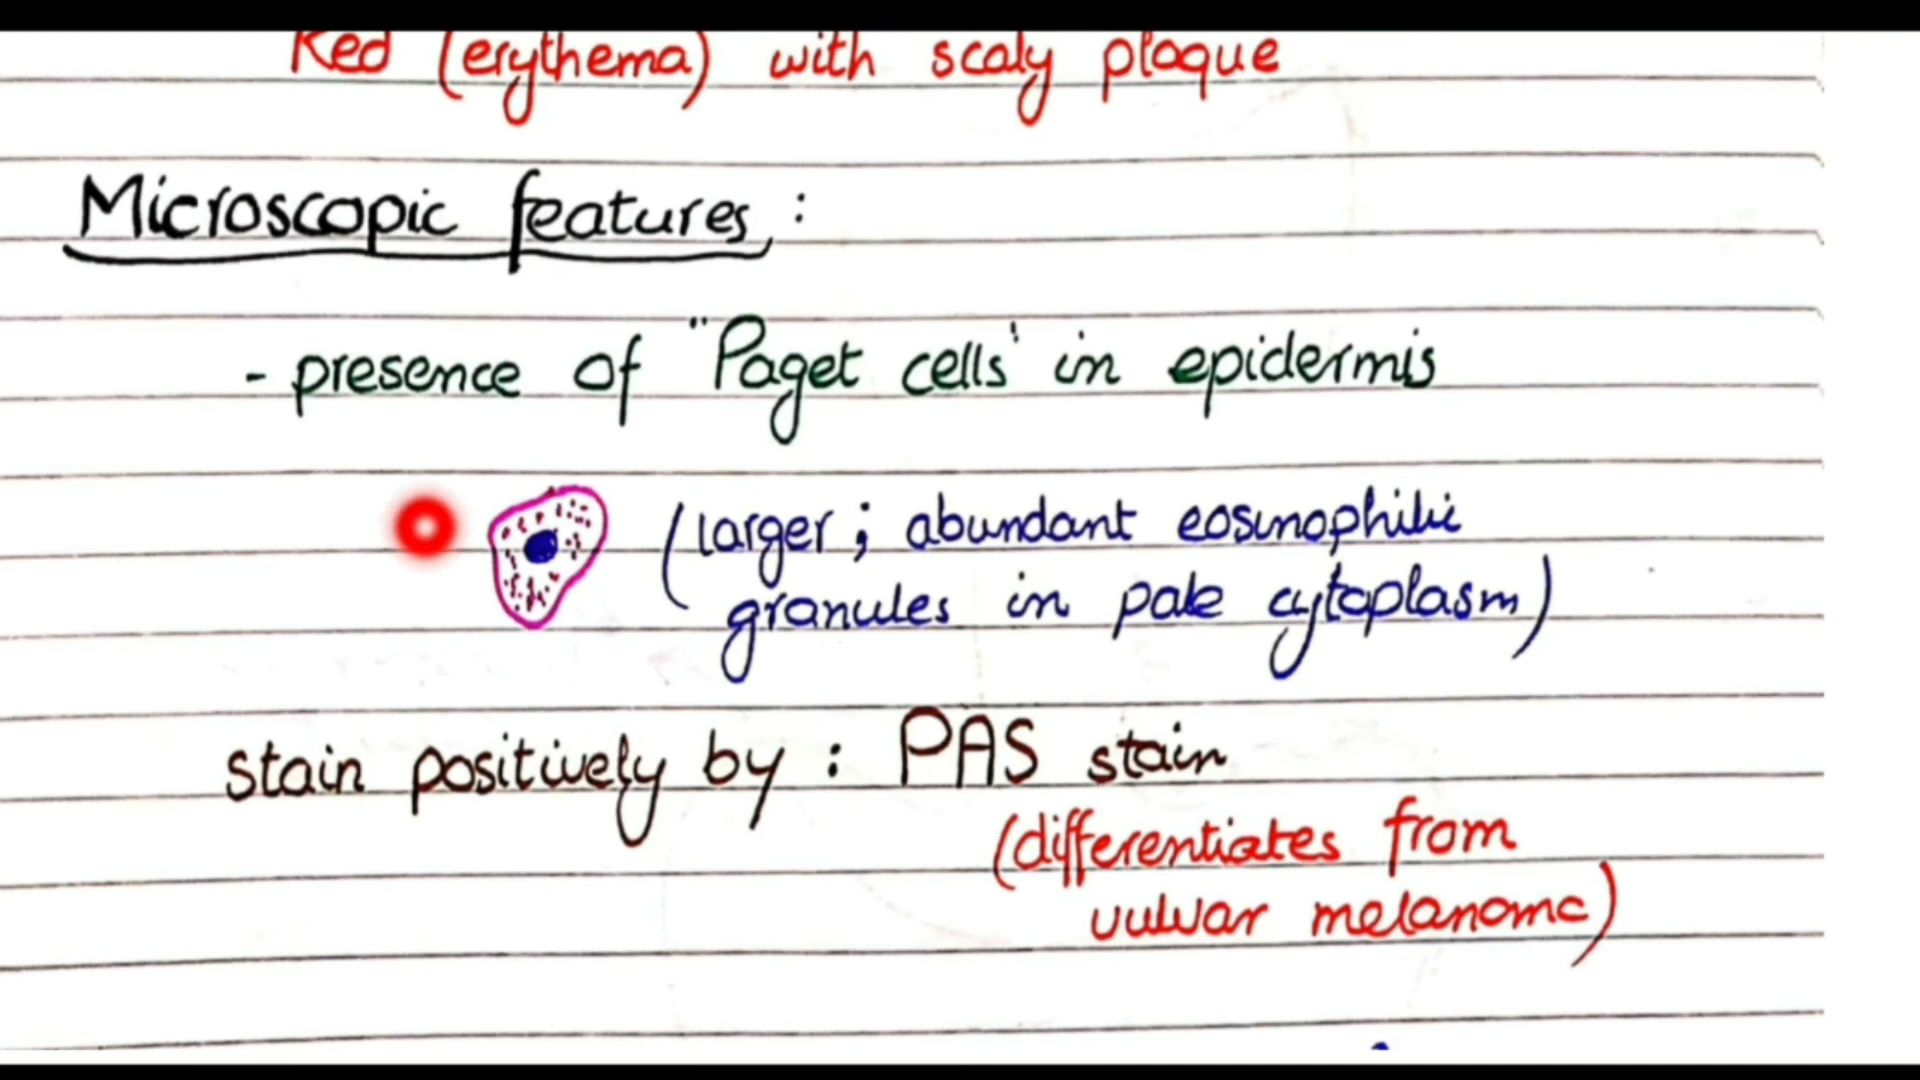 Red (erythema) with scaly plaque
Microscopic features :
- presence of "Paget cells' in epidermis
(larger ; abundant eosinophilic
granules in pale cytoplasm)
stain positively by : PAS stain
(differentiates from
vulvar melanoma)